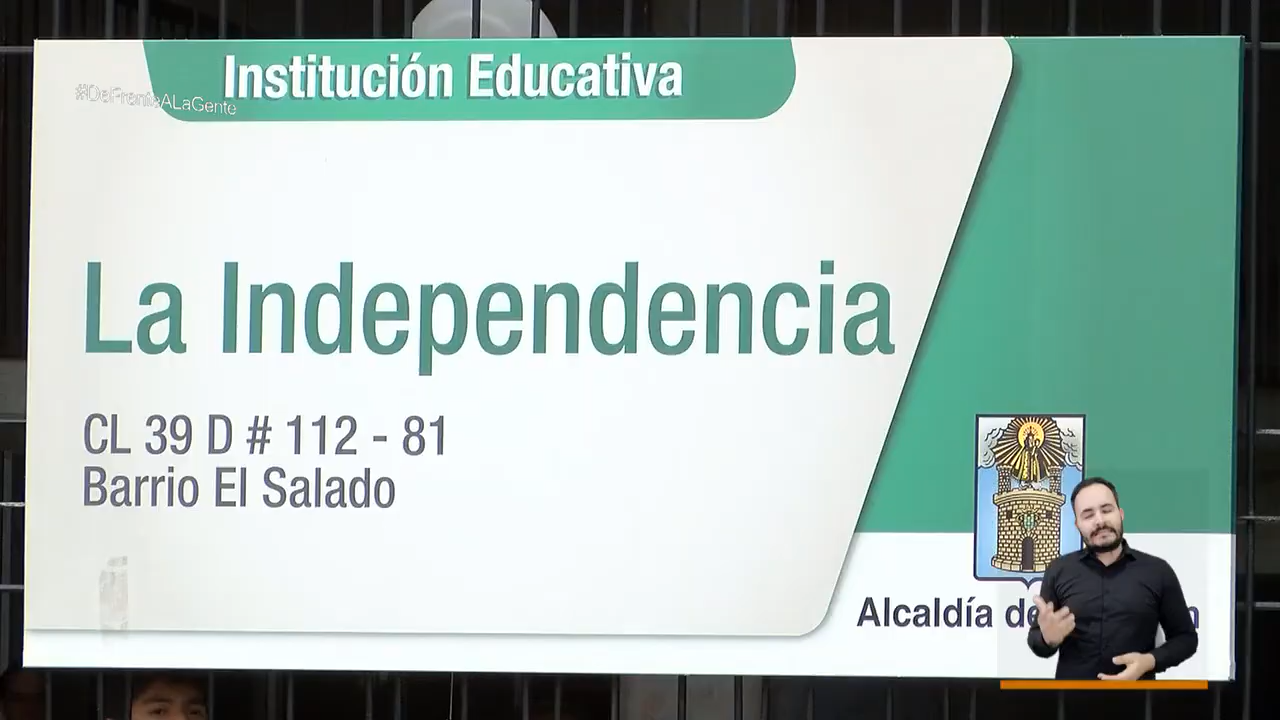 Institución Educativa
#DeFrenteALaGente
La Independencia
CL 39 D # 112 - 81
Barrio El Salado
Alcaldía de